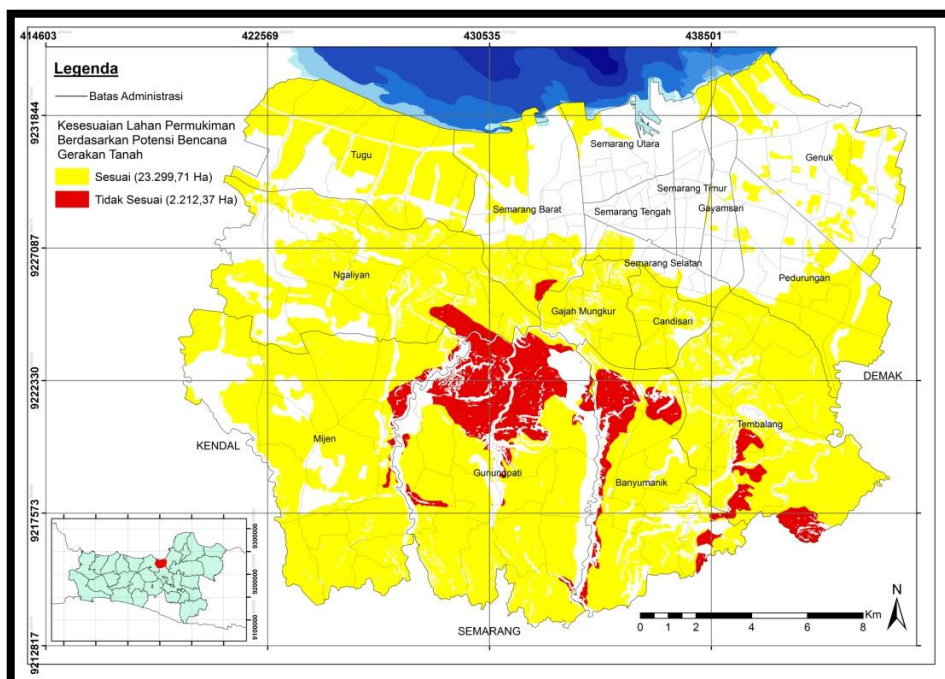 414603
422569
430535
438501
9231844
9227087
9222330
9217573
9212817
Legenda
Batas Administrasi
Kesesuaian Lahan Permukiman
Berdasarkan Potensi Bencana
Gerakan Tanah
Sesuai (23.299,71 Ha)
Tidak Sesuai (2.212,37 Ha)
Semarang Utara
Tugu
Genuk
Semarang Timur
Semarang Barat
Semarang Tengah
Gayamsari
Semarang Selatan
Ngaliyan
Pedurungan
Gajah Mungkur
Candisari
DEMAK
Tembalang
KENDAL
Mijen
Gunungpati
Banyumanik
SEMARANG
9300000
9200000
9100000
N
Km
0 1 2 4 6 8